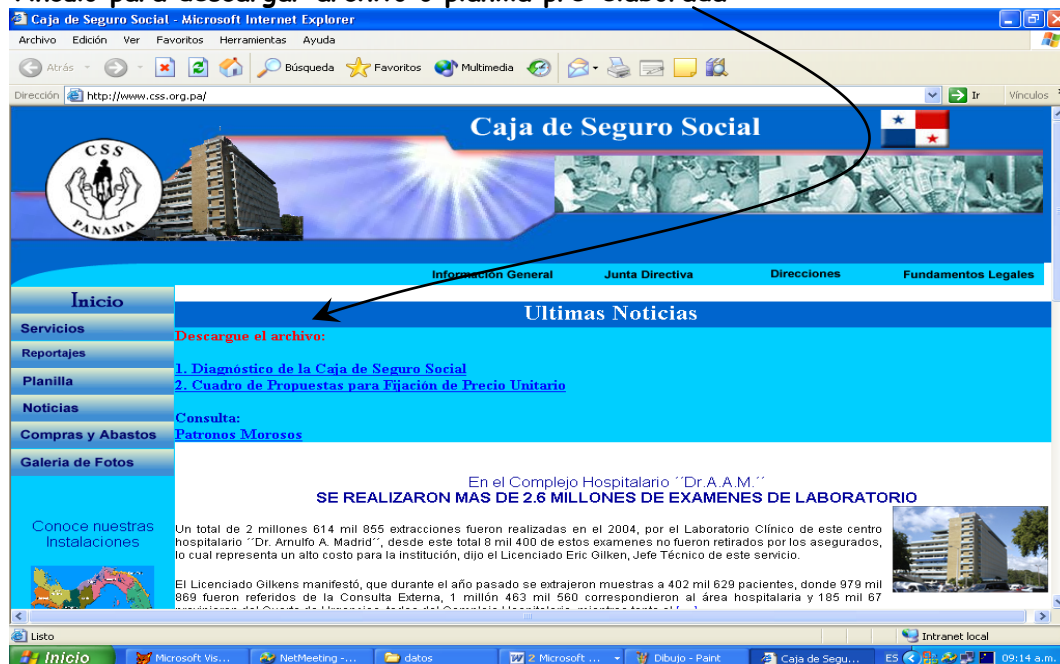 Vínculo para descargar archivo o planilla pre-elaborada
Caja de Seguro Social - Microsoft Internet Explorer
Archivo Edición Ver Favoritos Herramientas Ayuda
Atrás Búsqueda Favoritos Multimedia
Dirección http://www.css.org.pa/ Ir Vínculos
Caja de Seguro Social
CSS
PANAMA
Información General Junta Directiva Direcciones Fundamentos Legales
Inicio
Servicios
Reportajes
Planilla
Noticias
Compras y Abastos
Galeria de Fotos
Conoce nuestras
Instalaciones
Ultimas Noticias
Descargue el archivo:
1. Diagnóstico de la Caja de Seguro Social
2. Cuadro de Propuestas para Fijación de Precio Unitario
Consulta:
Patronos Morosos
En el Complejo Hospitalario ´´Dr.A.A.M.´´
SE REALIZARON MAS DE 2.6 MILLONES DE EXAMENES DE LABORATORIO
Un total de 2 millones 614 mil 855 extracciones fueron realizadas en el 2004, por el Laboratorio Clínico de este centro
hospitalario ´´Dr. Arnulfo A. Madrid´´, desde este total 8 mil 400 de estos examenes no fueron retirados por los asegurados,
lo cual representa un alto costo para la institución, dijo el Licenciado Eric Gilken, Jefe Técnico de este servicio.
El Licenciado Gilkens manifestó, que durante el año pasado se extrajeron muestras a 402 mil 629 pacientes, donde 979 mil
869 fueron referidos de la Consulta Externa, 1 millón 463 mil 560 correspondieron al área hospitalaria y 185 mil 67
Listo Intranet local
Inicio Microsoft Vis... NetMeeting -... datos 2 Microsoft ... Dibujo - Paint Caja de Segu... ES 09:14 a.m.